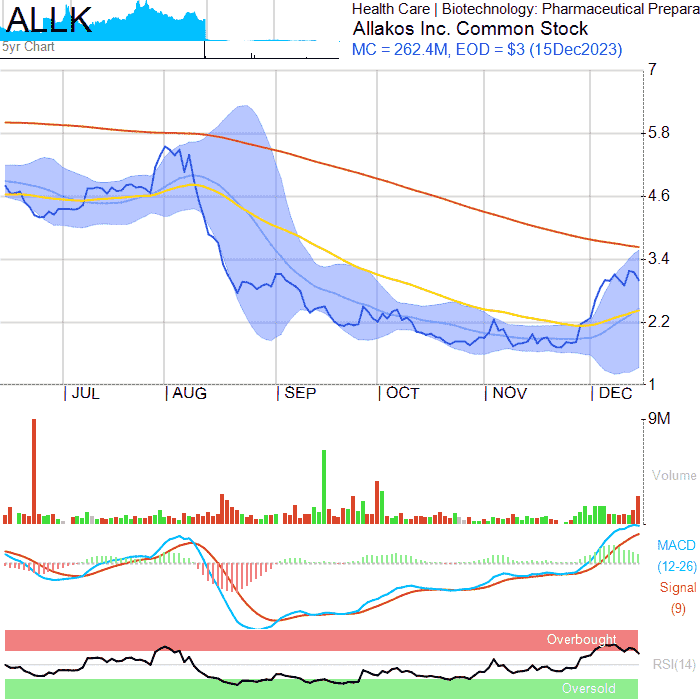 ALLK
5yr Chart
Health Care | Biotechnology: Pharmaceutical Prepara
Allakos Inc. Common Stock
MC = 262.4M, EOD = $3 (15Dec2023)
7
5.8
4.6
3.4
2.2
1
JUL
AUG
SEP
OCT
NOV
DEC
9M
Volume
MACD
(12-26)
Signal
(9)
Overbought
RSI(14)
Oversold